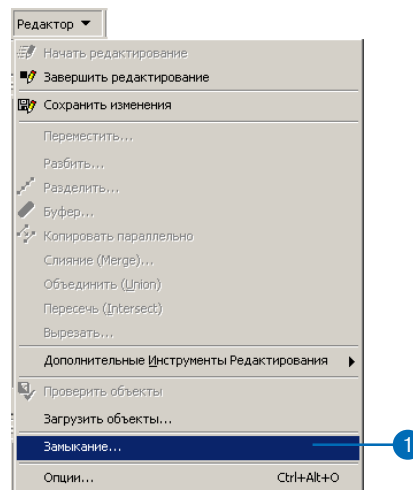 Редактор
Начать редактирование
Завершить редактирование
Сохранить изменения
Переместить...
Разбить...
Разделить...
Буфер...
Копировать параллельно
Слияние (Merge)...
Объединить (Union)
Пересечь (Intersect)
Вырезать...
Дополнительные Инструменты Редактирования
Проверить объекты
Загрузить объекты...
Замыкание... 1
Опции... Ctrl+Alt+O